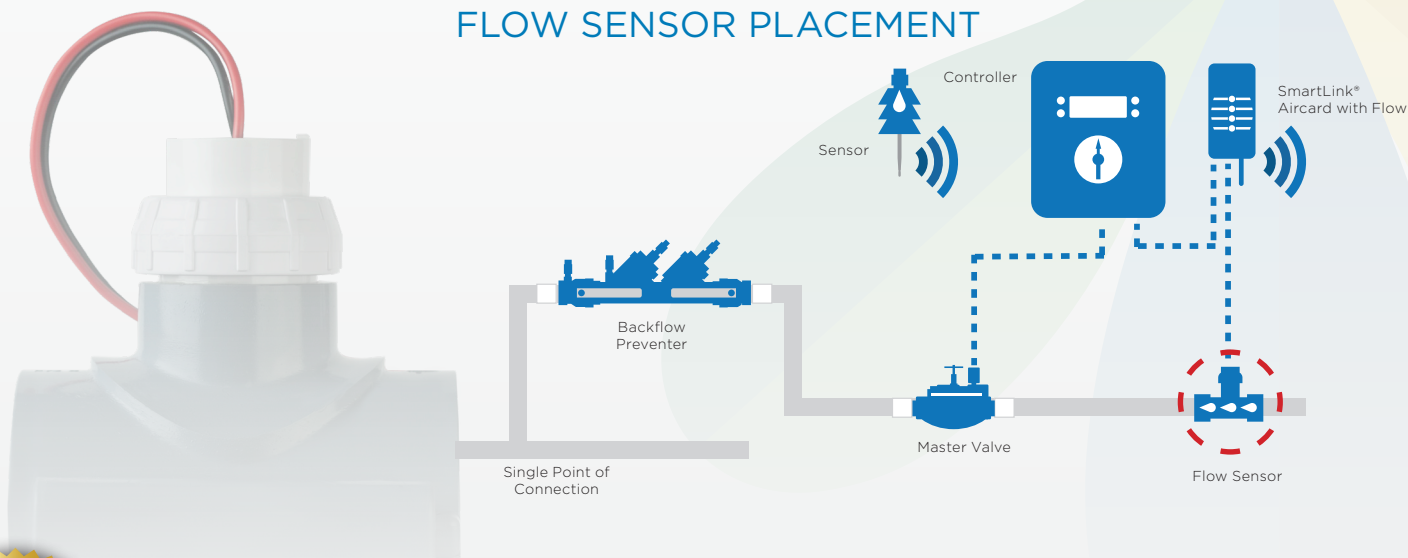 FLOW SENSOR PLACEMENT
Controller
SmartLink®
Aircard with Flow
Sensor
Backflow
Preventer
Master Valve
Single Point of
Connection
Flow Sensor